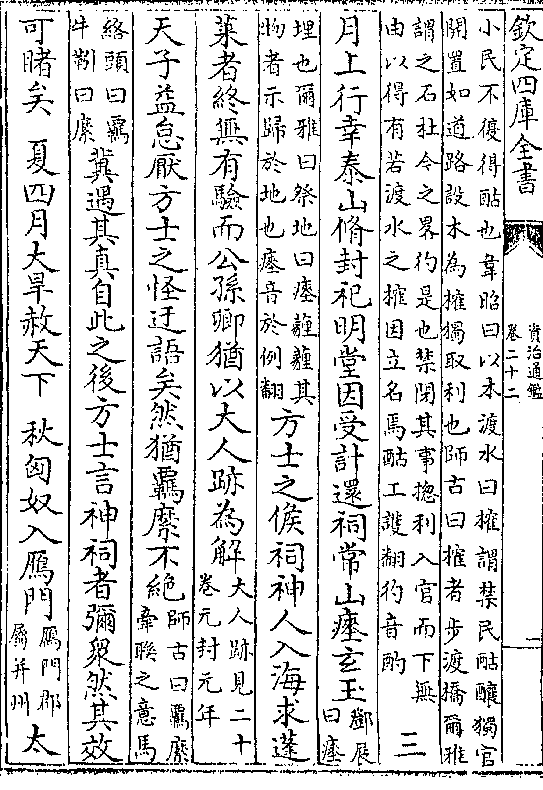 欽定四庫全書
資治通鑑
卷二十二
二
小民不復得酤也韋昭曰以木渡水曰榷謂禁民酤釀獨官
開置如道路設木為榷獨取利也師古曰榷者步渡橋爾雅
謂之石杠今之畧彴是也禁閉其事揔利入官而下無
由以得有若渡水之榷因立名焉酤工護翻彴音酌
三
月上行幸泰山脩封祀明堂因受計還祠常山瘞玄玉
鄧展
曰瘞
埋也爾雅曰祭地曰瘞薶薶其
物者示歸於地也瘞音於例翻
方士之候祠神人入海求蓬
萊者終無有驗而公孫卿猶以大人跡為解
大人跡見二十
卷元封元年
天子益怠厭方士之怪迂語矣然猶羈縻不絕
師古曰羈縻
牽聯之意馬
絡頭曰羈
牛靷曰縻
冀遇其真自此之後方士言神祠者彌衆然其效
可睹矣 夏四月大旱赦天下 秋匈奴入鴈門
鴈門郡
屬并州
太